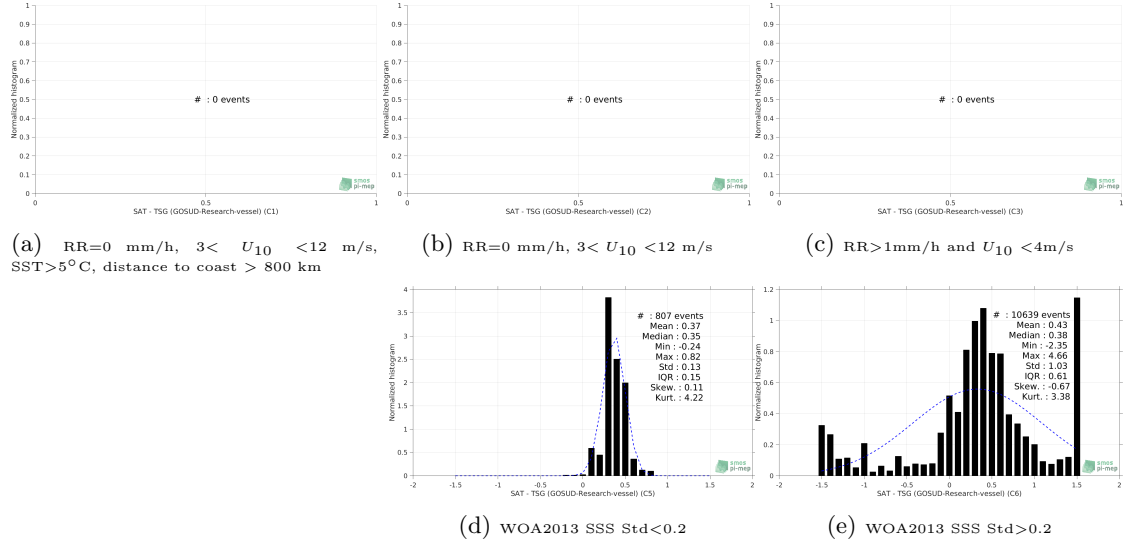 Normalized histogram
1
0.9
0.8
0.7
0.6
0.5
0.4
0.3
0.2
0.1
0
# : 0 events
0 0.5 1
SAT - TSG (GOSUD-Research-vessel) (C1)
smos
pi-mep
(a) RR=0 mm/h, 3< U10 <12 m/s,
SST>5°C, distance to coast > 800 km
Normalized histogram
1
0.9
0.8
0.7
0.6
0.5
0.4
0.3
0.2
0.1
0
# : 0 events
0 0.5 1
SAT - TSG (GOSUD-Research-vessel) (C2)
smos
pi-mep
(b) RR=0 mm/h, 3< U10 <12 m/s
Normalized histogram
1
0.9
0.8
0.7
0.6
0.5
0.4
0.3
0.2
0.1
0
# : 0 events
0 0.5 1
SAT - TSG (GOSUD-Research-vessel) (C3)
smos
pi-mep
(c) RR>1mm/h and U10 <4m/s
Normalized histogram
4
3.5
3
2.5
2
1.5
1
0.5
0
# : 807 events
Mean : 0.37
Median : 0.35
Min : -0.24
Max : 0.82
Std : 0.13
IQR : 0.15
Skew. : 0.11
Kurt. : 4.22
-2 -1.5 -1 -0.5 0 0.5 1 1.5 2
SAT - TSG (GOSUD-Research-vessel) (C5)
smos
pi-mep
(d) WOA2013 SSS Std<0.2
Normalized histogram
1.2
1
0.8
0.6
0.4
0.2
0
# : 10639 events
Mean : 0.43
Median : 0.38
Min : -2.35
Max : 4.66
Std : 1.03
IQR : 0.61
Skew. : -0.67
Kurt. : 3.38
-2 -1.5 -1 -0.5 0 0.5 1 1.5 2
SAT - TSG (GOSUD-Research-vessel) (C6)
smos
pi-mep
(e) WOA2013 SSS Std>0.2